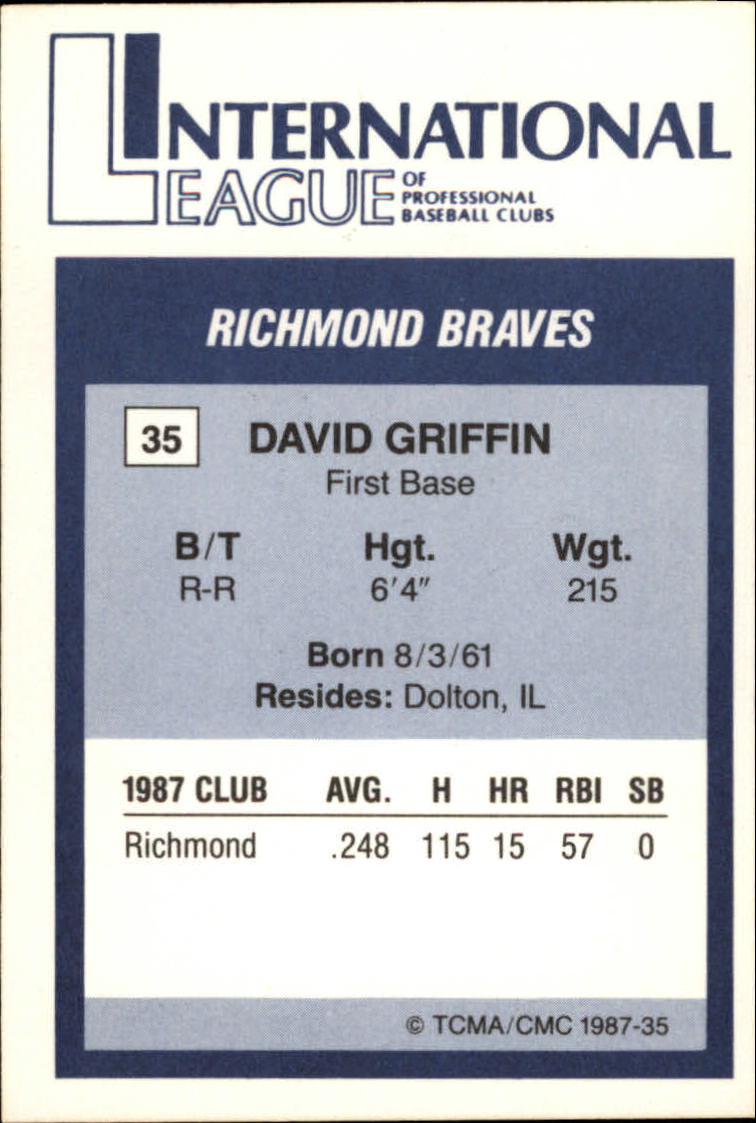 INTERNATIONAL
LEAGUE OF
PROFESSIONAL
BASEBALL CLUBS
RICHMOND BRAVES
35 DAVID GRIFFIN
First Base
B/T Hgt. Wgt.
R-R 6'4" 215
Born 8/3/61
Resides: Dolton, IL
1987 CLUB AVG. H HR RBI SB
Richmond .248 115 15 57 0
© TCMA/CMC 1987-35